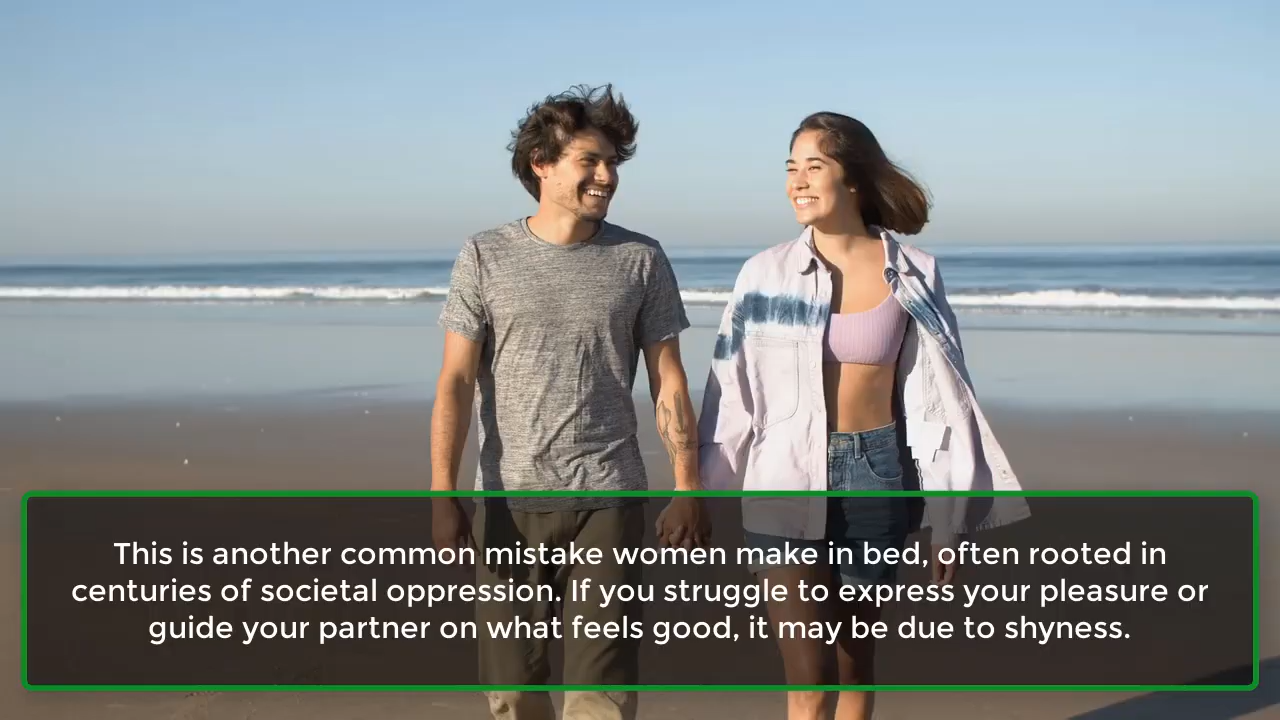 This is another common mistake women make in bed, often rooted in
centuries of societal oppression. If you struggle to express your pleasure or
guide your partner on what feels good, it may be due to shyness.